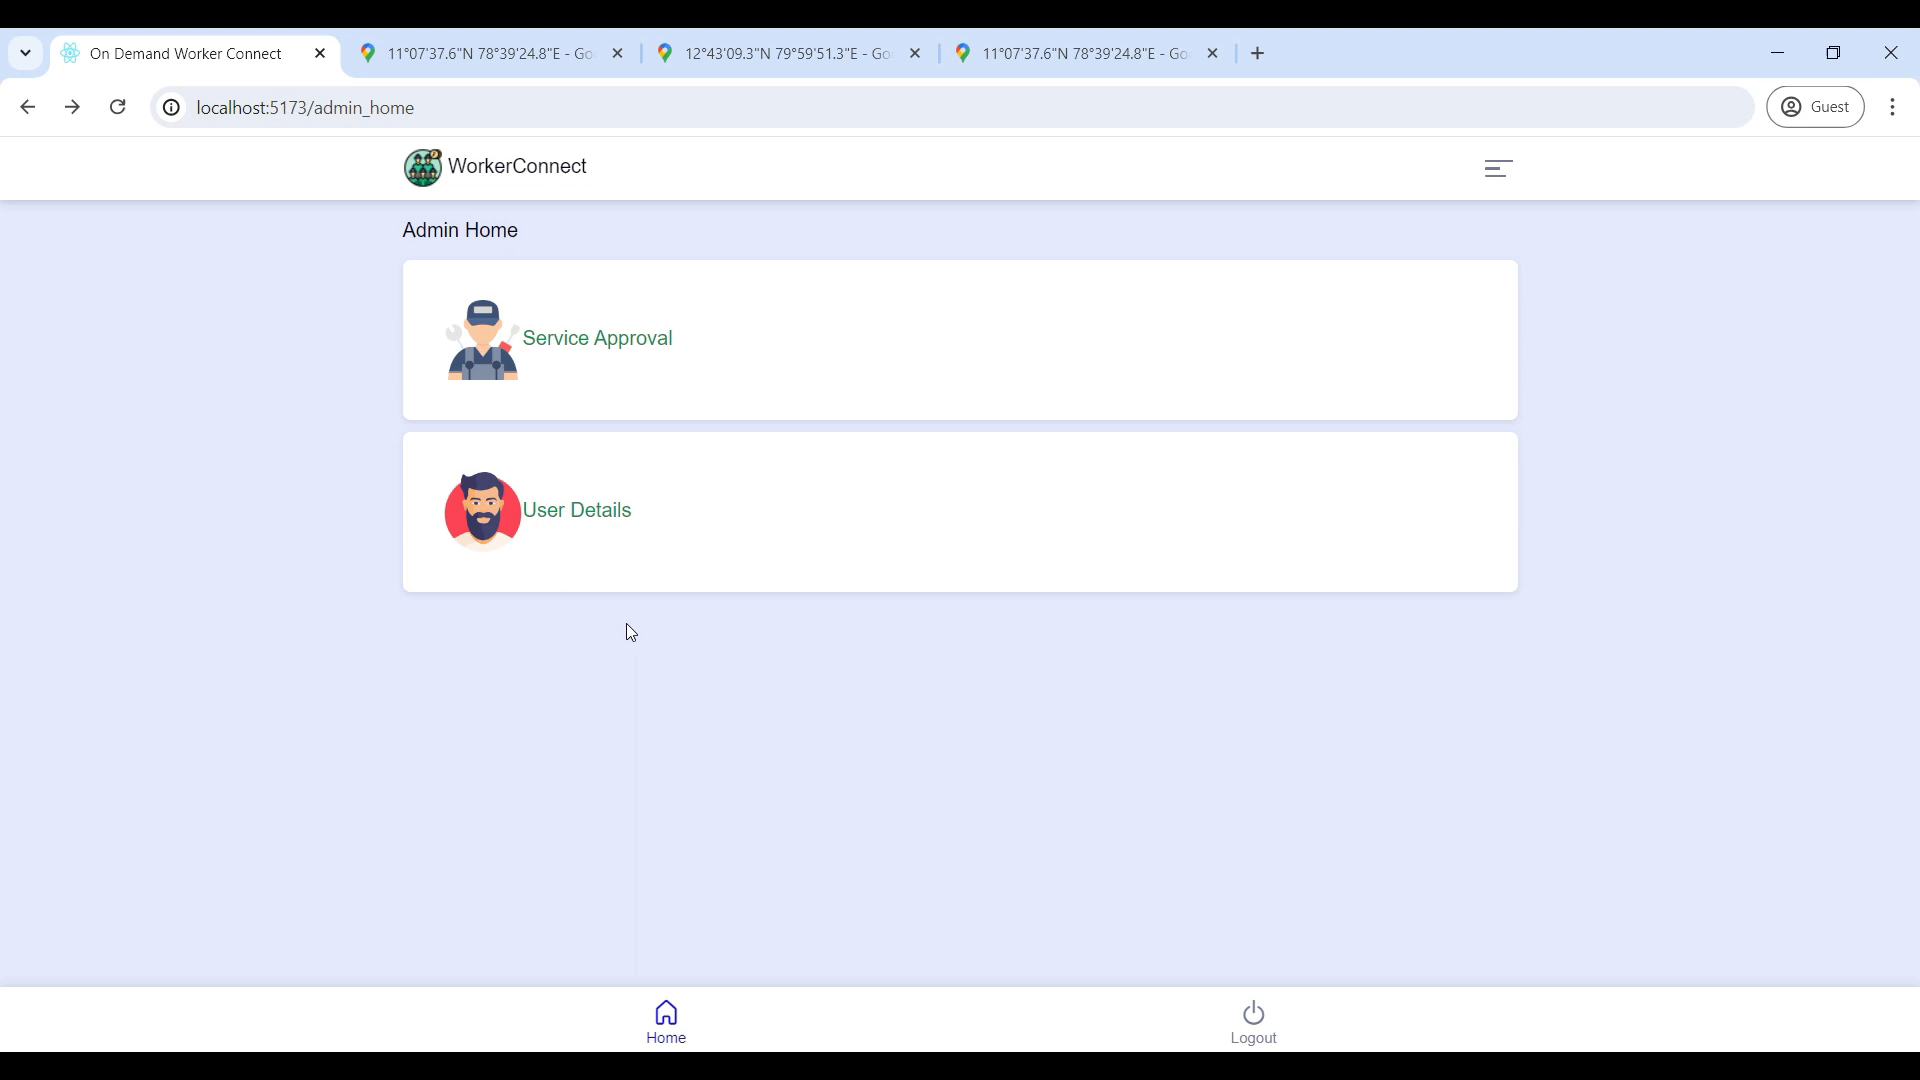 On Demand Worker Connect
11°07'37.6"N 78°39'24.8"E - Go
12°43'09.3"N 79°59'51.3"E - Go
11°07'37.6"N 78°39'24.8"E - Go
localhost:5173/admin_home
Guest
WorkerConnect
Admin Home
Service Approval
User Details
Home
Logout